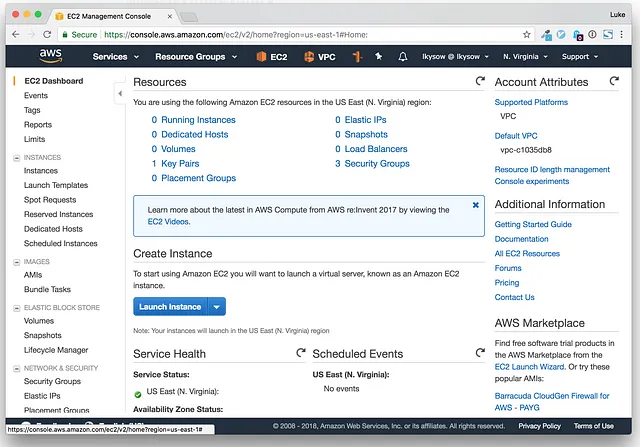 EC2 Management Console
Luke
Secure https://console.aws.amazon.com/ec2/v2/home?region=us-east-1#Home:
aws Services Resource Groups EC2 VPC lkysow @ lkysow N. Virginia Support
EC2 Dashboard
Events
Tags
Reports
Limits
INSTANCES
Instances
Launch Templates
Spot Requests
Reserved Instances
Dedicated Hosts
Scheduled Instances
IMAGES
AMIs
Bundle Tasks
ELASTIC BLOCK STORE
Volumes
Snapshots
Lifecycle Manager
NETWORK & SECURITY
Security Groups
Elastic IPs
Placement Groups
Resources
You are using the following Amazon EC2 resources in the US East (N. Virginia) region:
0 Running Instances
0 Elastic IPs
0 Dedicated Hosts
0 Snapshots
0 Volumes
0 Load Balancers
1 Key Pairs
3 Security Groups
0 Placement Groups
Learn more about the latest in AWS Compute from AWS re:Invent 2017 by viewing the
EC2 Videos.
Create Instance
To start using Amazon EC2 you will want to launch a virtual server, known as an Amazon EC2
instance.
Launch Instance
Note: Your instances will launch in the US East (N. Virginia) region
Service Health
Service Status:
US East (N. Virginia):
Availability Zone Status:
Scheduled Events
US East (N. Virginia):
No events
Account Attributes
Supported Platforms
VPC
Default VPC
vpc-c1035db8
Resource ID length management
Console experiments
Additional Information
Getting Started Guide
Documentation
All EC2 Resources
Forums
Pricing
Contact Us
AWS Marketplace
Find free software trial products in
the AWS Marketplace from the
EC2 Launch Wizard. Or try these
popular AMIs:
Barracuda CloudGen Firewall for
AWS - PAYG
https://console.aws.amazon.com/ec2/v2/home?region=us-east-1#
© 2008 - 2018, Amazon Web Services, Inc. or its affiliates. All rights reserved. Privacy Policy Terms of Use